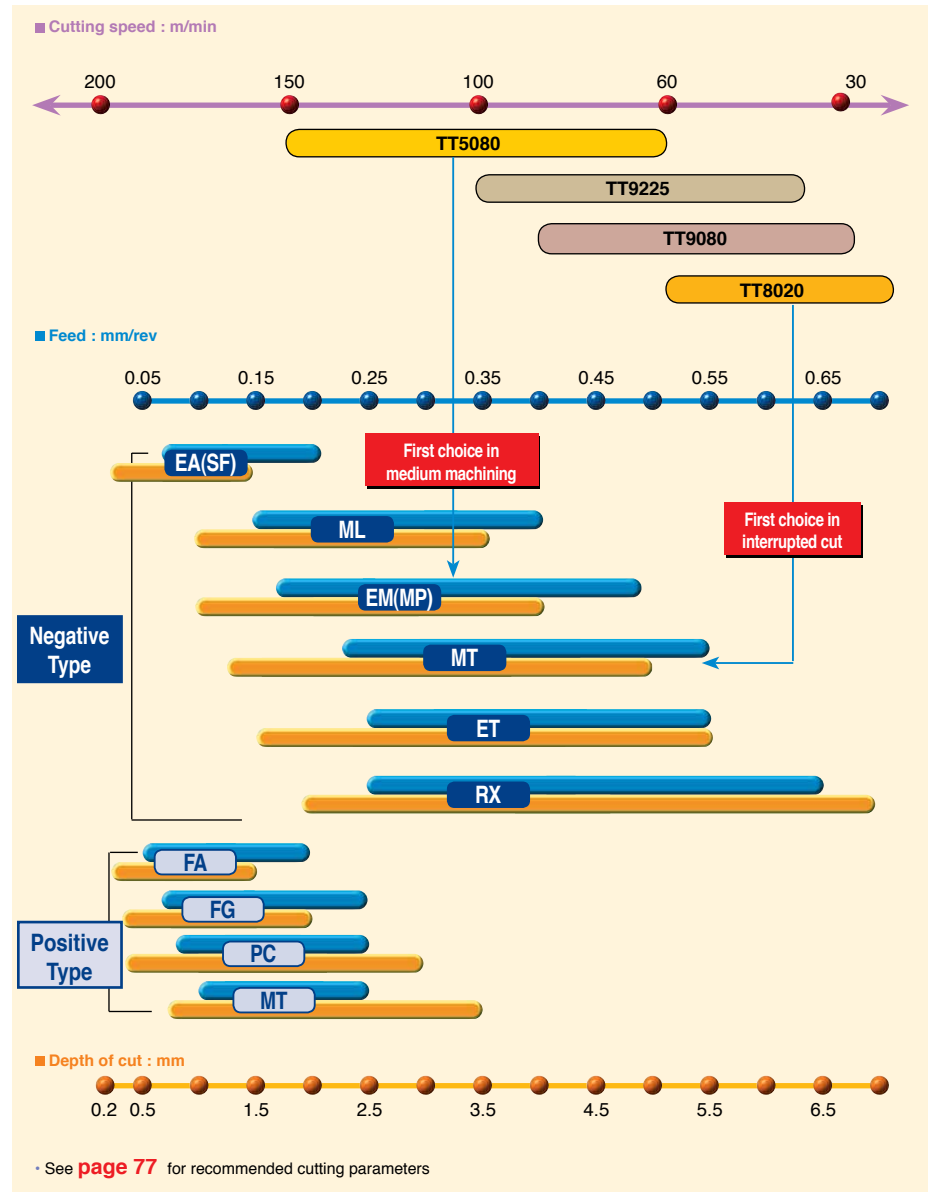 Cutting speed : m/min
200 150 100 60 30
TT5080
TT9225
TT9080
TT8020
Feed : mm/rev
0.05 0.15 0.25 0.35 0.45 0.55 0.65
First choice in
medium machining
EA(SF)
First choice in
interrupted cut
ML
EM(MP)
Negative
Type
MT
ET
RX
FA
FG
Positive
Type
PC
MT
Depth of cut : mm
0.2 0.5 1.5 2.5 3.5 4.5 5.5 6.5
• See page 77 for recommended cutting parameters